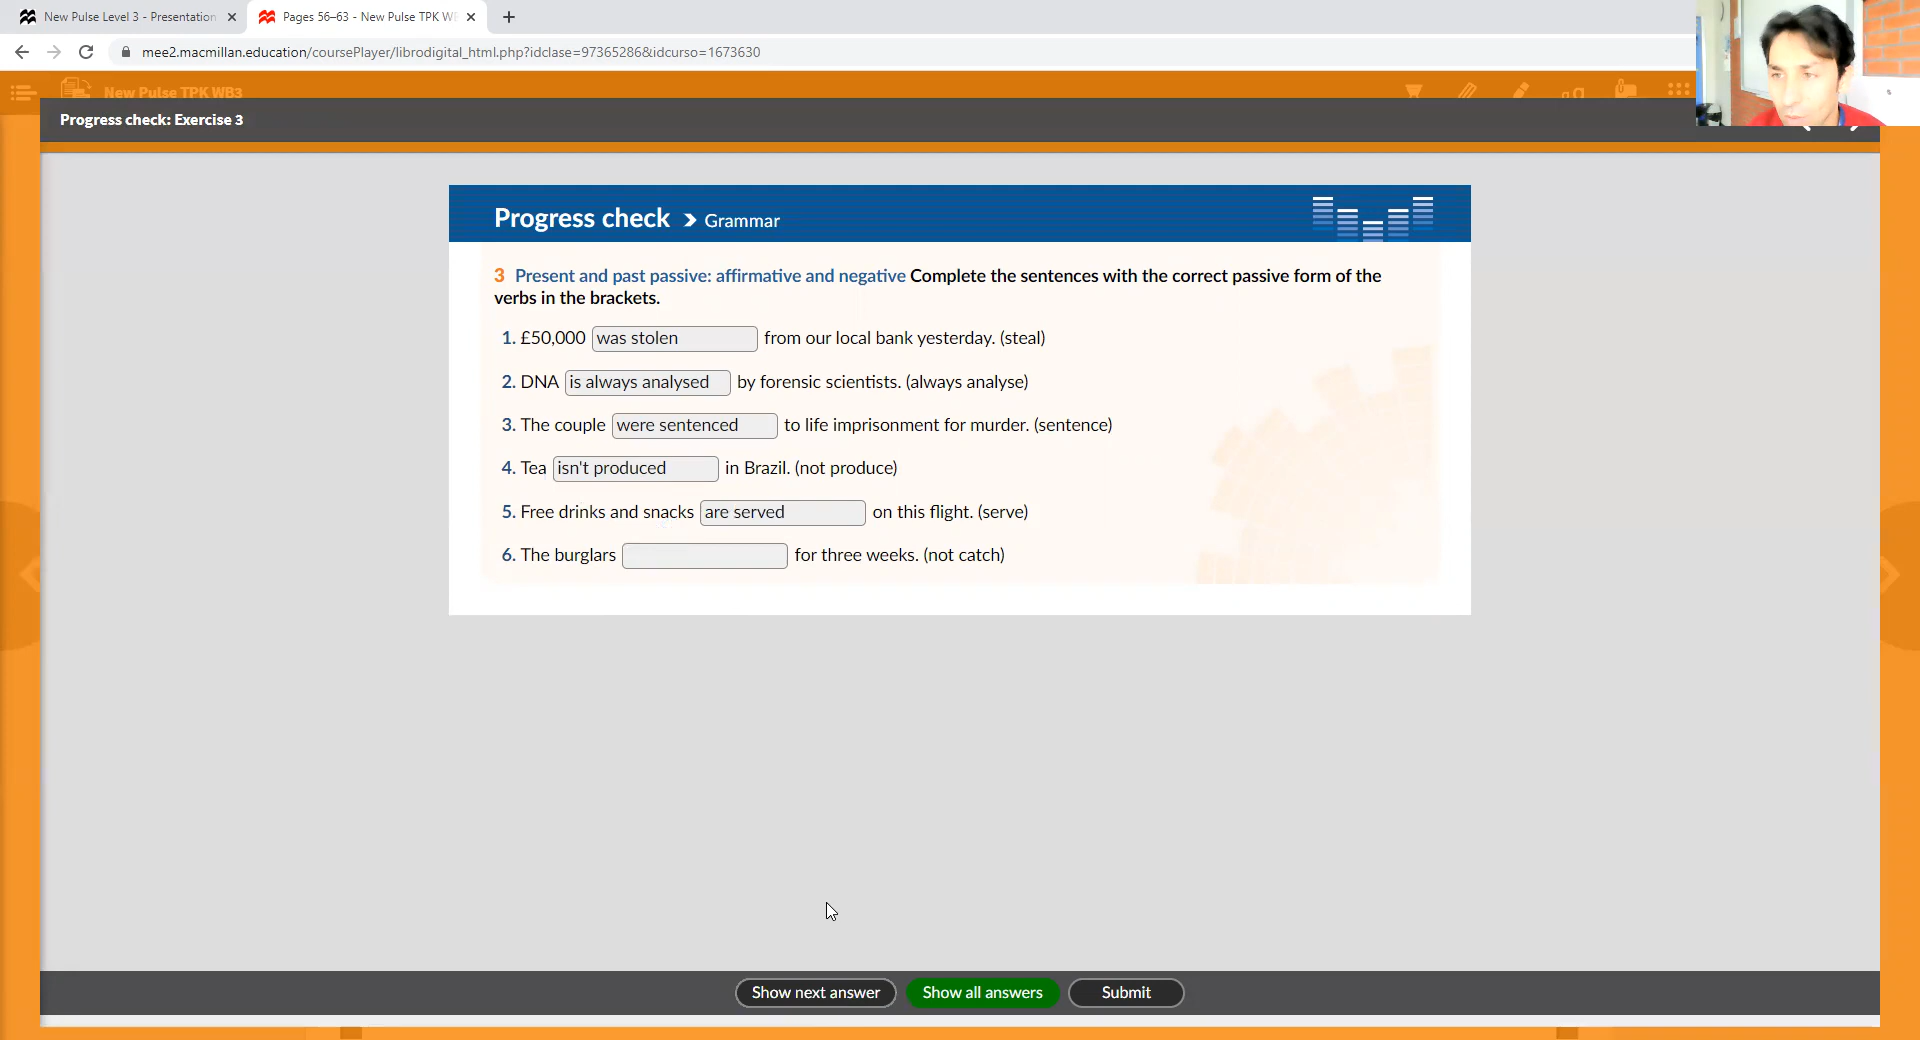 New Pulse Level 3 - Presentation
Pages 56–63 - New Pulse TPK W
mee2.macmillan.education/coursePlayer/librodigital_html.php?idclase=97365286&idcurso=1673630
New Pulse TPK WB3
Progress check: Exercise 3
Progress check > Grammar
3 Present and past passive: affirmative and negative Complete the sentences with the correct passive form of the
verbs in the brackets.
1. £50,000 was stolen from our local bank yesterday. (steal)
2. DNA is always analysed by forensic scientists. (always analyse)
3. The couple were sentenced to life imprisonment for murder. (sentence)
4. Tea isn't produced in Brazil. (not produce)
5. Free drinks and snacks are served on this flight. (serve)
6. The burglars for three weeks. (not catch)
Show next answer Show all answers Submit